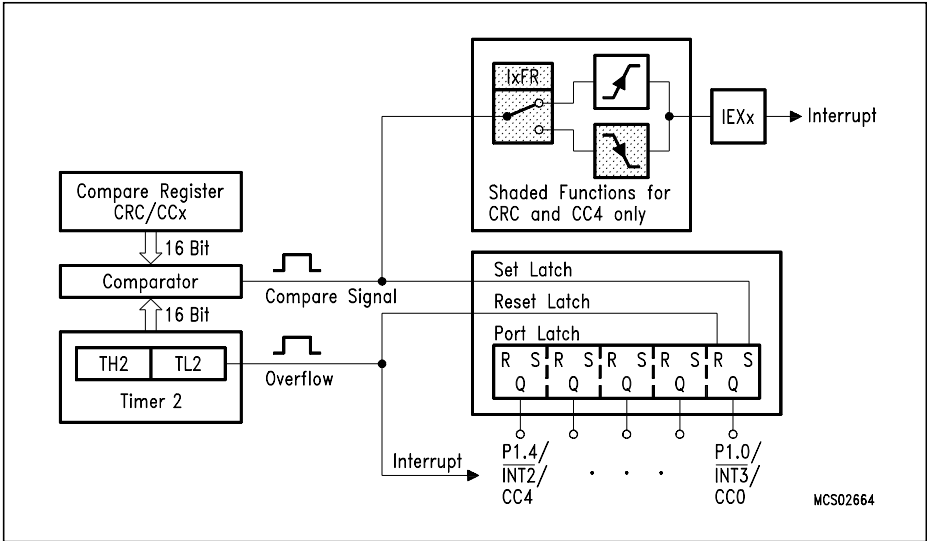 IxFR
IEXx
Interrupt
Shaded Functions for
CRC and CC4 only
Compare Register
CRC/CCx
16 Bit
Comparator
16 Bit
TH2 TL2
Timer 2
Compare Signal
Overflow
Set Latch
Reset Latch
Port Latch
R S R S R S R S R S
Q Q Q Q Q
Interrupt
P1.4/
INT2/
CC4
. . .
P1.0/
INT3/
CC0
MCS02664